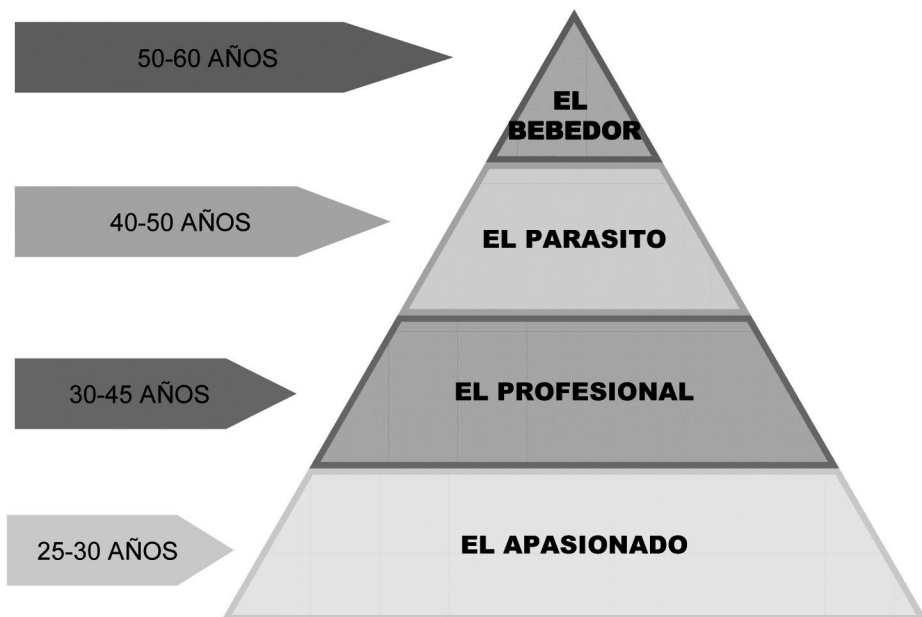 50-60 AÑOS
EL
BEBEDOR
40-50 AÑOS
EL PARASITO
30-45 AÑOS
EL PROFESIONAL
25-30 AÑOS
EL APASIONADO